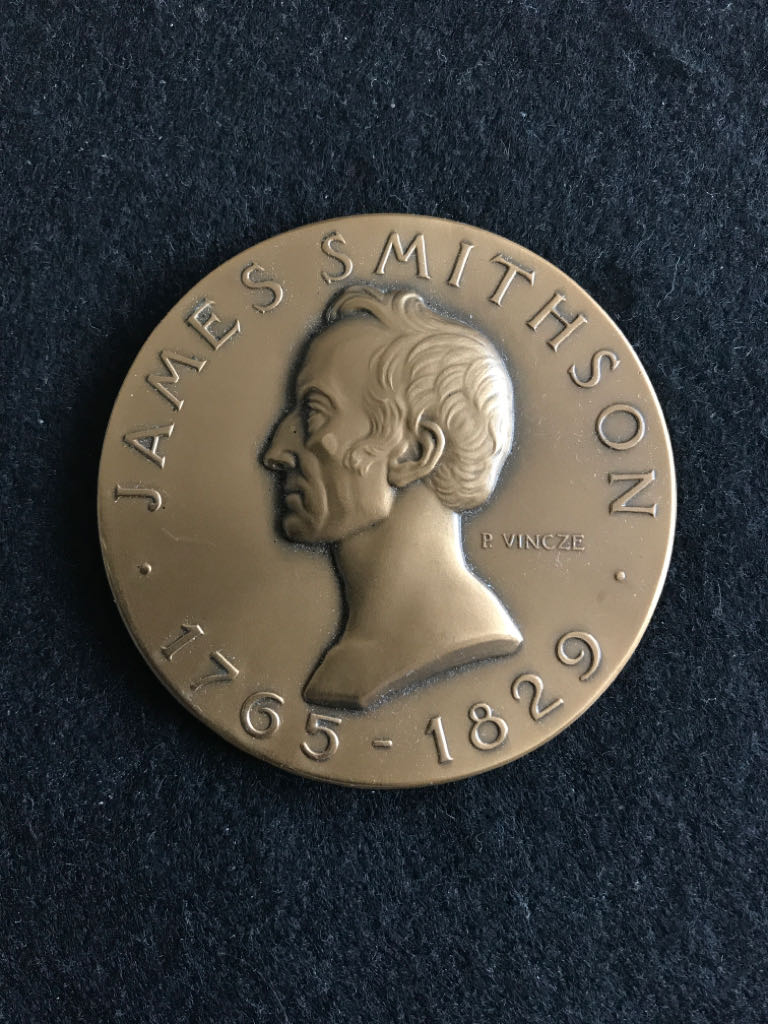 JAMES SMITHSON
P. VINCZE
· 1765 - 1829 ·